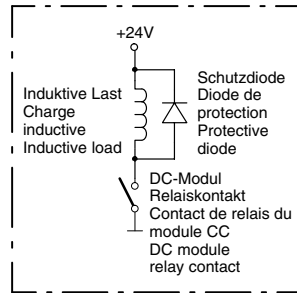 +24V
Induktive Last
Charge
inductive
Inductive load
Schutzdiode
Diode de
protection
Protective
diode
DC-Modul
Relaiskontakt
Contact de relais du
module CC
DC module
relay contact